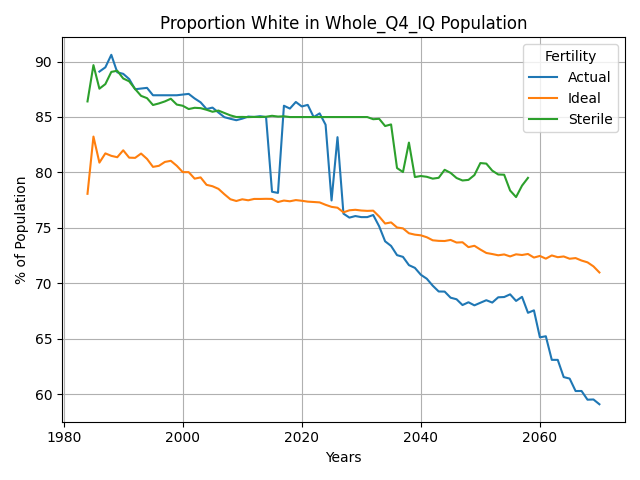 Proportion White in Whole_Q4_IQ Population
% of Population
90
85
80
75
70
65
60
1980
2000
2020
2040
2060
Years
Fertility
Actual
Ideal
Sterile